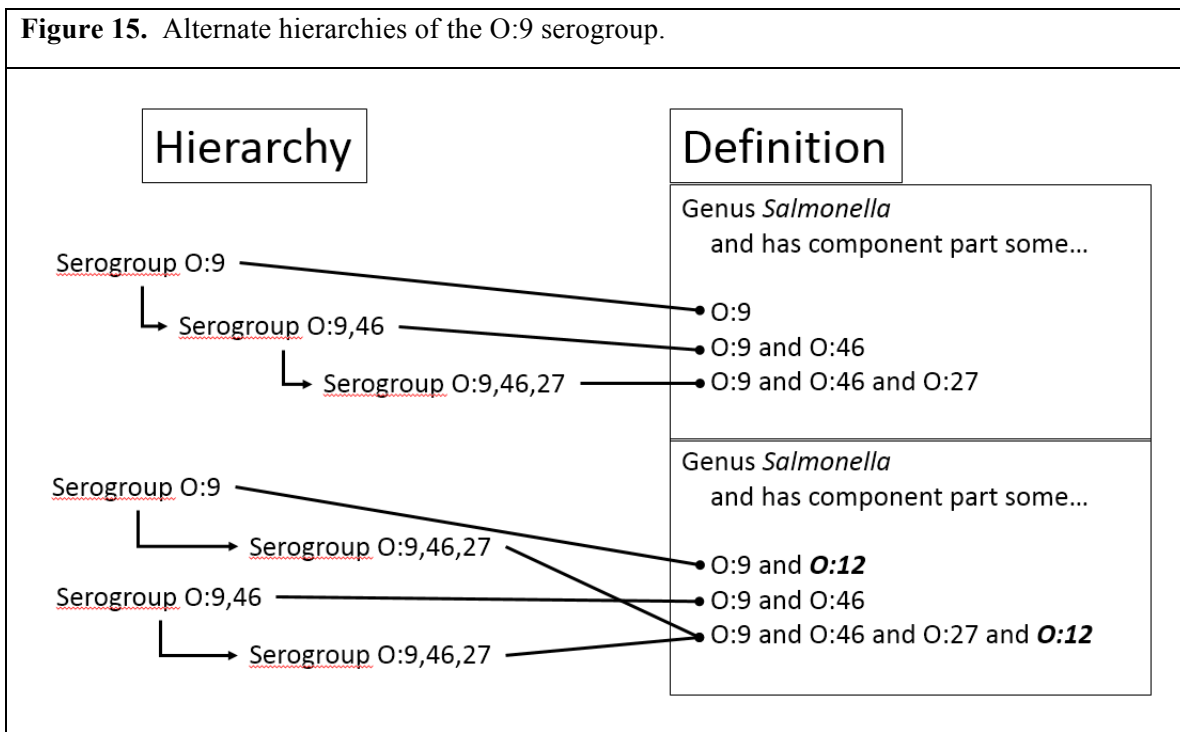 Figure 15. Alternate hierarchies of the O:9 serogroup.
Hierarchy
Definition
Genus Salmonella
and has component part some...
Serogroup O:9
O:9
Serogroup O:9,46
O:9 and O:46
Serogroup O:9,46,27
O:9 and O:46 and O:27
Genus Salmonella
and has component part some...
Serogroup O:9
Serogroup O:9,46,27
O:9 and O:12
Serogroup O:9,46
O:9 and O:46
O:9 and O:46 and O:27 and O:12
Serogroup O:9,46,27